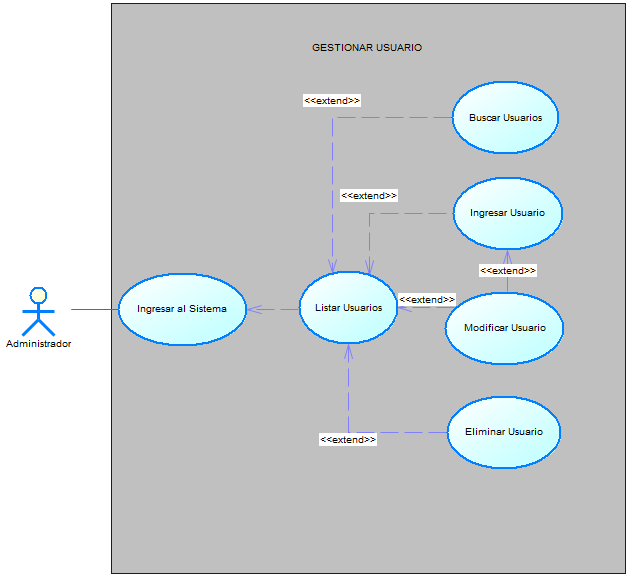 GESTIONAR USUARIO
<<extend>>
Buscar Usuarios
<<extend>>
Ingresar Usuario
<<extend>>
Ingresar al Sistema
Listar Usuarios
<<extend>>
Modificar Usuario
Administrador
Eliminar Usuario
<<extend>>